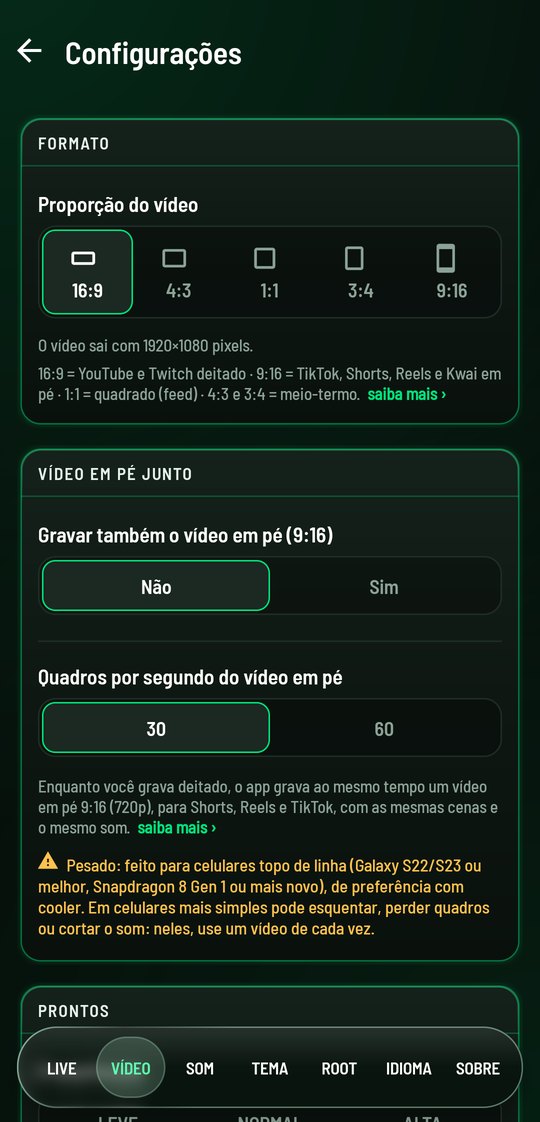 Configurações
FORMATO
Proporção do vídeo
16:9 4:3 1:1 3:4 9:16
O vídeo sai com 1920×1080 pixels.
16:9 = YouTube e Twitch deitado · 9:16 = TikTok, Shorts, Reels e Kwai em
pé · 1:1 = quadrado (feed) · 4:3 e 3:4 = meio-termo. saiba mais ›
VÍDEO EM PÉ JUNTO
Gravar também o vídeo em pé (9:16)
Não Sim
Quadros por segundo do vídeo em pé
30 60
Enquanto você grava deitado, o app grava ao mesmo tempo um vídeo
em pé 9:16 (720p), para Shorts, Reels e TikTok, com as mesmas cenas e
o mesmo som. saiba mais ›
Pesado: feito para celulares topo de linha (Galaxy S22/S23 ou
melhor, Snapdragon 8 Gen 1 ou mais novo), de preferência com
cooler. Em celulares mais simples pode esquentar, perder quadros
ou cortar o som: neles, use um vídeo de cada vez.
PRONTOS
LIVE VÍDEO SOM TEMA ROOT IDIOMA SOBRE
LEVE NORMAL ALTA